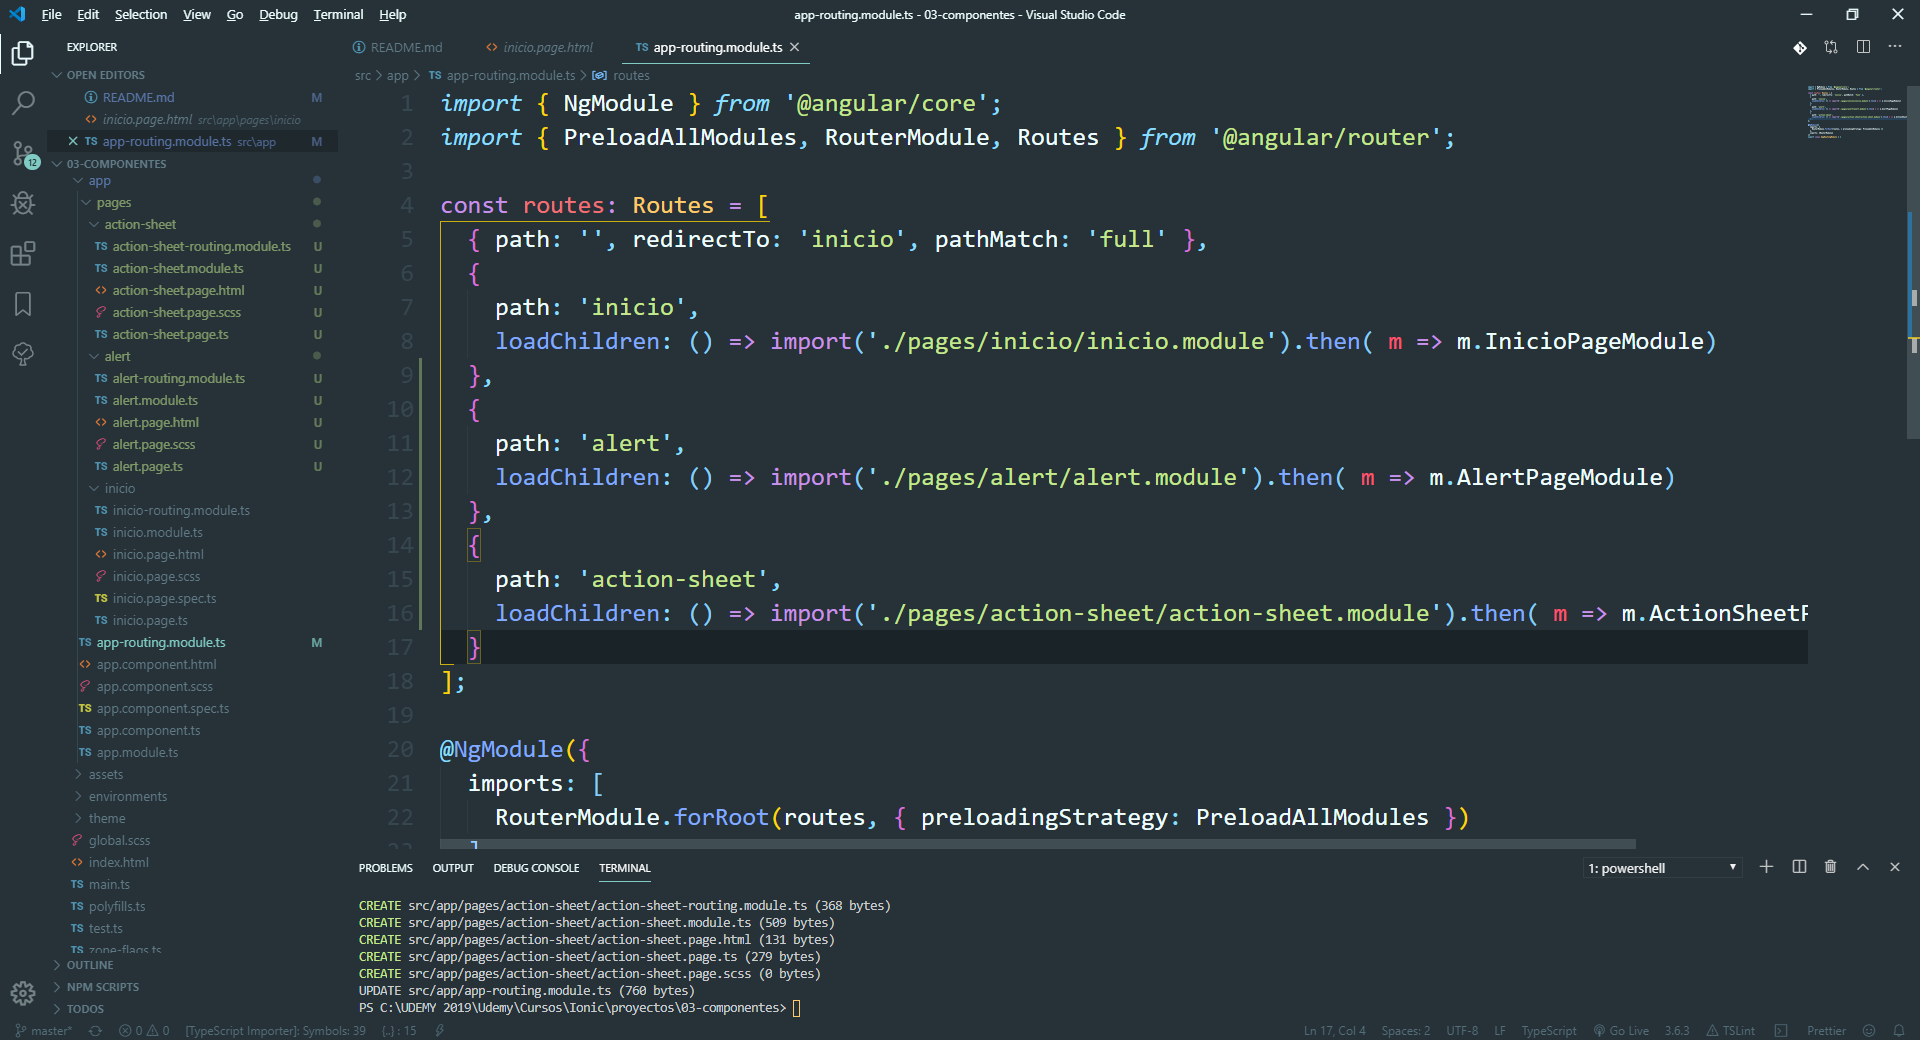 File Edit Selection View Go Debug Terminal Help
app-routing.module.ts - 03-componentes - Visual Studio Code
EXPLORER
OPEN EDITORS
README.md M
inicio.page.html src\app\pages\inicio
TS app-routing.module.ts src\app M
03-COMPONENTES
app
pages
action-sheet
TS action-sheet-routing.module.ts U
TS action-sheet.module.ts U
<> action-sheet.page.html U
action-sheet.page.scss U
TS action-sheet.page.ts U
alert
TS alert-routing.module.ts U
TS alert.module.ts U
<> alert.page.html U
alert.page.scss U
TS alert.page.ts U
inicio
TS inicio-routing.module.ts
TS inicio.module.ts
<> inicio.page.html
inicio.page.scss
TS inicio.page.spec.ts
TS inicio.page.ts
TS app-routing.module.ts M
<> app.component.html
app.component.scss
TS app.component.spec.ts
TS app.component.ts
TS app.module.ts
assets
environments
theme
global.scss
<> index.html
TS main.ts
TS polyfills.ts
TS test.ts
TS zone-flags.ts
OUTLINE
NPM SCRIPTS
TODOS
12
README.md
<> inicio.page.html
TS app-routing.module.ts
src > app > TS app-routing.module.ts > routes
1 import { NgModule } from '@angular/core';
2 import { PreloadAllModules, RouterModule, Routes } from '@angular/router';
3
4 const routes: Routes = [
5 { path: '', redirectTo: 'inicio', pathMatch: 'full' },
6 {
7 path: 'inicio',
8 loadChildren: () => import('./pages/inicio/inicio.module').then( m => m.InicioPageModule)
9 },
10 {
11 path: 'alert',
12 loadChildren: () => import('./pages/alert/alert.module').then( m => m.AlertPageModule)
13 },
14 {
15 path: 'action-sheet',
16 loadChildren: () => import('./pages/action-sheet/action-sheet.module').then( m => m.ActionSheetP
17 }
18 ];
19
20 @NgModule({
21 imports: [
22 RouterModule.forRoot(routes, { preloadingStrategy: PreloadAllModules })
23 ]
PROBLEMS OUTPUT DEBUG CONSOLE TERMINAL
1: powershell
CREATE src/app/pages/action-sheet/action-sheet-routing.module.ts (368 bytes)
CREATE src/app/pages/action-sheet/action-sheet.module.ts (509 bytes)
CREATE src/app/pages/action-sheet/action-sheet.page.html (131 bytes)
CREATE src/app/pages/action-sheet/action-sheet.page.ts (279 bytes)
CREATE src/app/pages/action-sheet/action-sheet.page.scss (0 bytes)
UPDATE src/app/app-routing.module.ts (760 bytes)
PS C:\UDEMY 2019\Udemy\Cursos\Ionic\proyectos\03-componentes>
master* 0 0 [TypeScript Importer]: Symbols: 39 {..} : 15
Ln 17, Col 4 Spaces: 2 UTF-8 LF TypeScript Go Live 3.6.3 TSLint Prettier